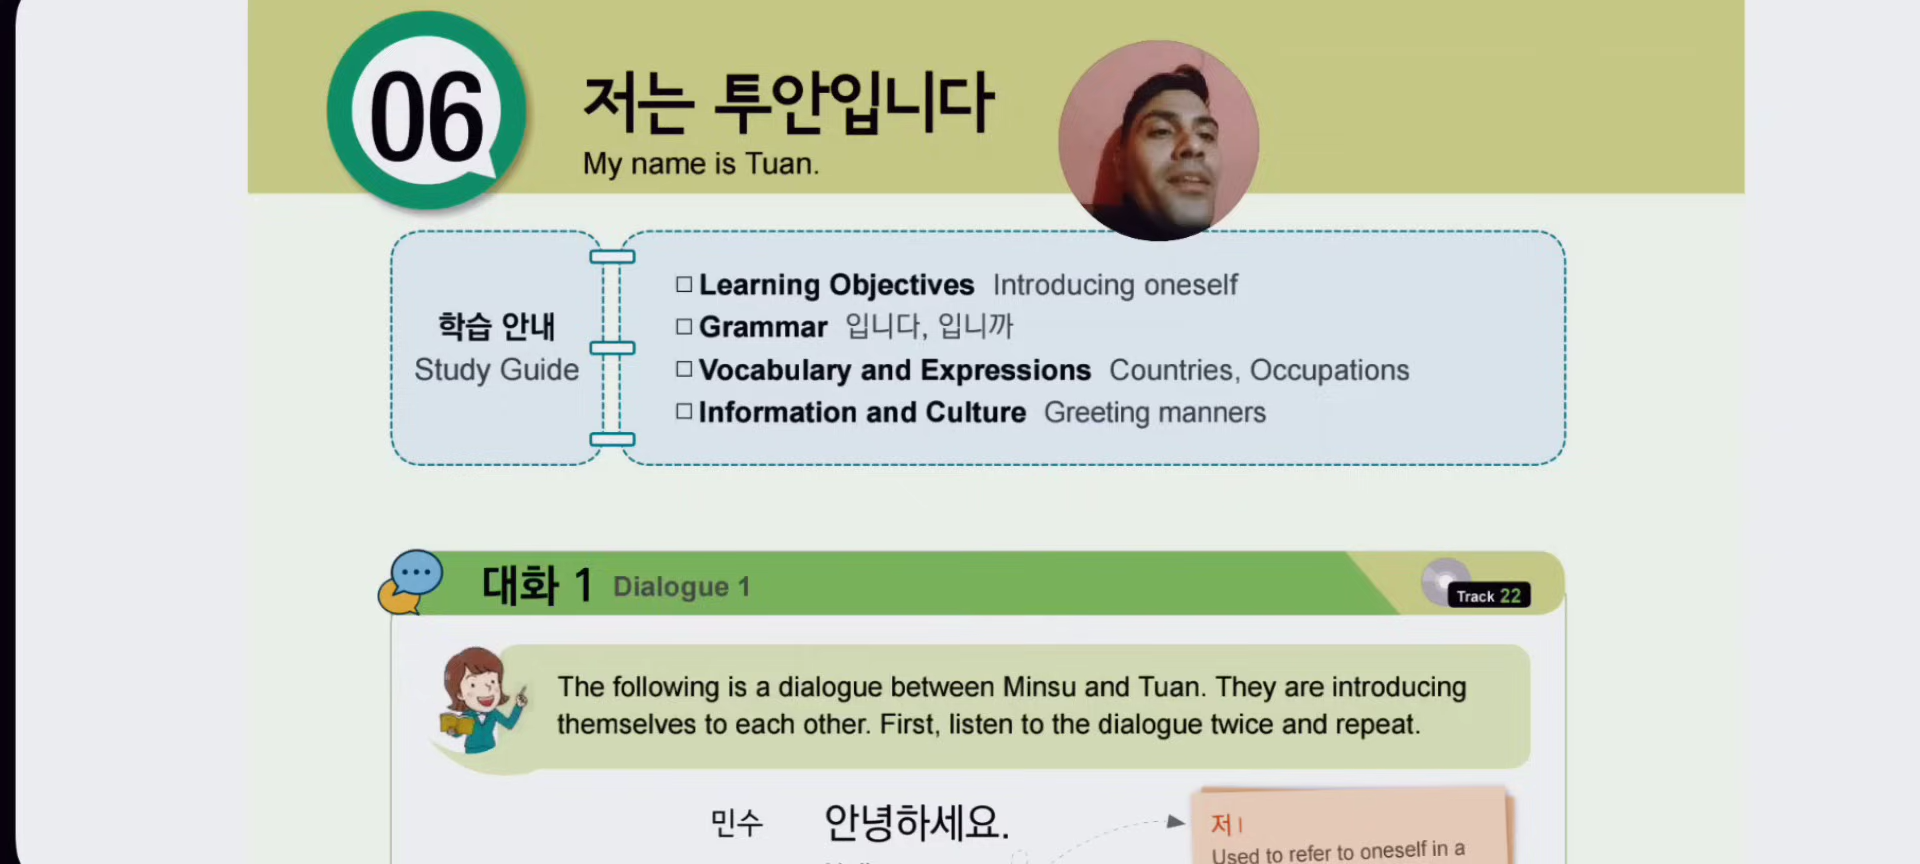 06
저는 투안입니다
My name is Tuan.
학습 안내
Study Guide
□ Learning Objectives Introducing oneself
□ Grammar 입니다, 입니까
□ Vocabulary and Expressions Countries, Occupations
□ Information and Culture Greeting manners
대화 1 Dialogue 1
Track 22
The following is a dialogue between Minsu and Tuan. They are introducing
themselves to each other. First, listen to the dialogue twice and repeat.
민수 안녕하세요.
저 |
Used to refer to oneself in a